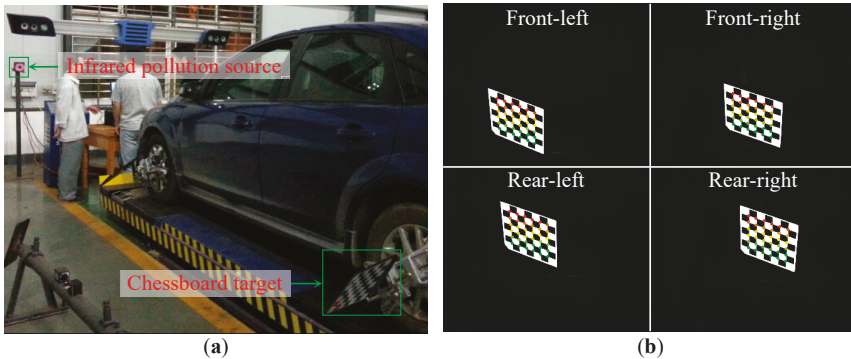 Infrared pollution source
Chessboard target
(a)
Front-left
Front-right
Rear-left
Rear-right
(b)